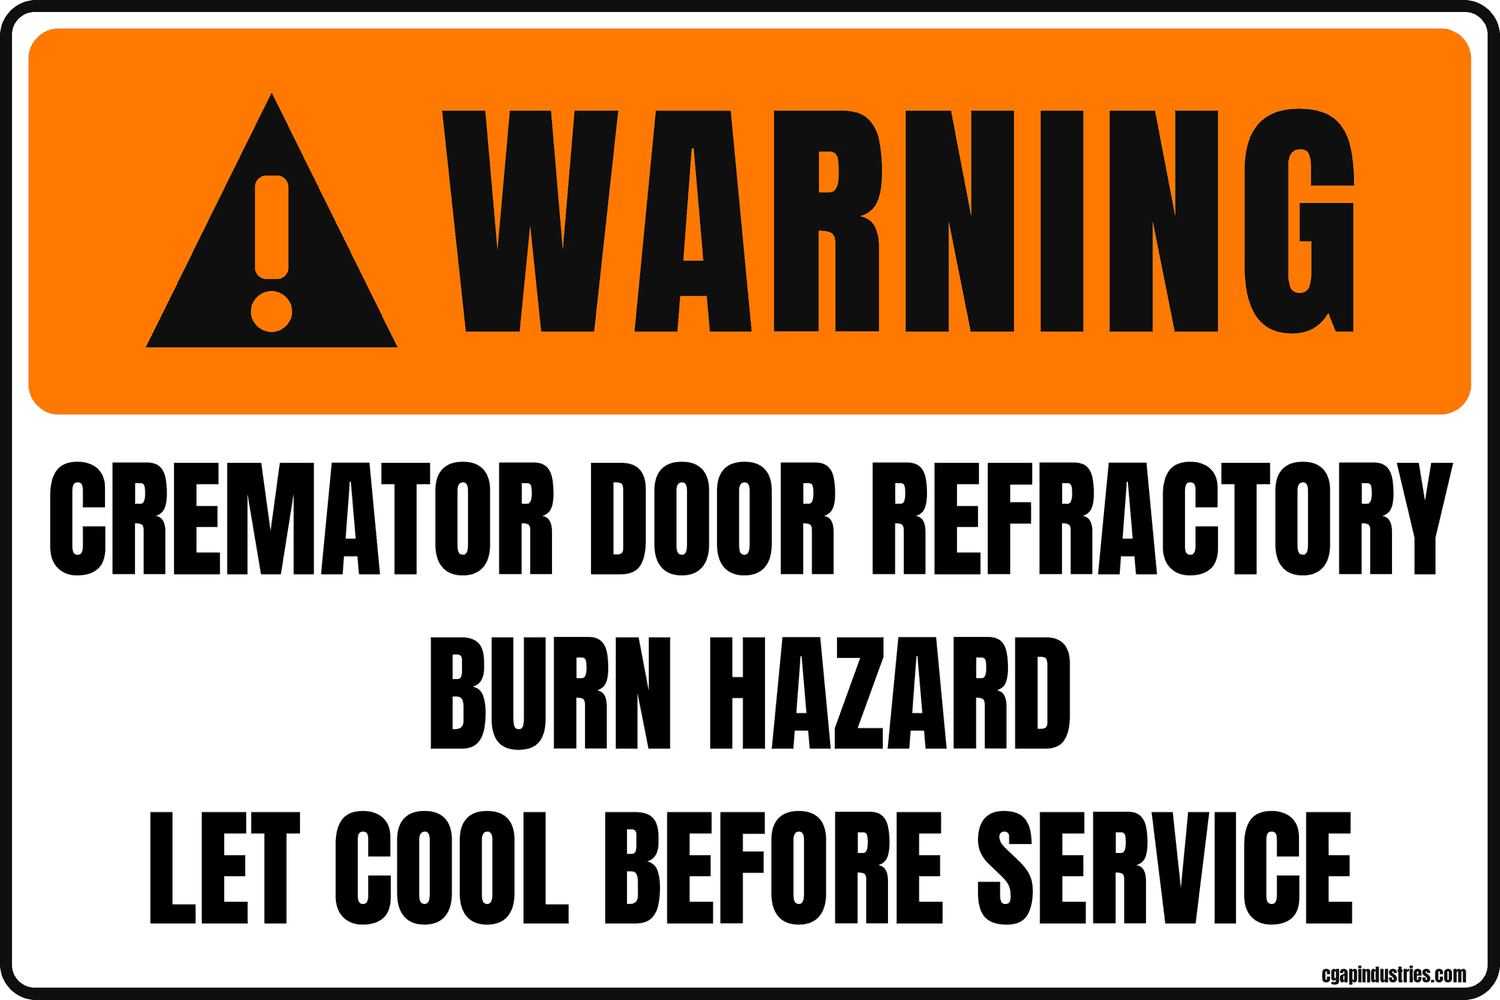 WARNING
CREMATOR DOOR REFRACTORY
BURN HAZARD
LET COOL BEFORE SERVICE
cgapindustries.com